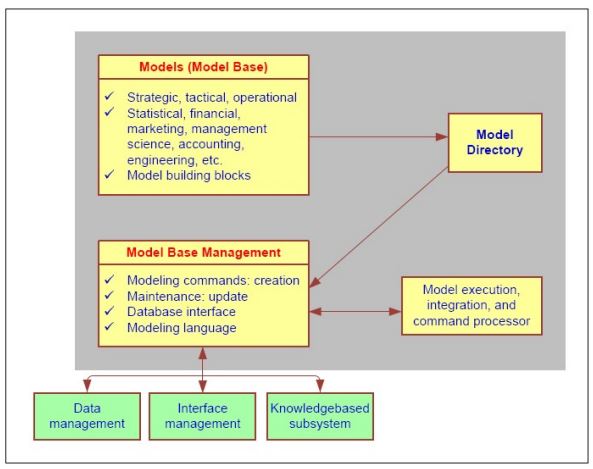 Models (Model Base)
✓ Strategic, tactical, operational
✓ Statistical, financial,
marketing, management
science, accounting,
engineering, etc.
✓ Model building blocks
Model
Directory
Model Base Management
✓ Modeling commands: creation
✓ Maintenance: update
✓ Database interface
✓ Modeling language
Model execution,
integration, and
command processor
Data
management
Interface
management
Knowledgebased
subsystem